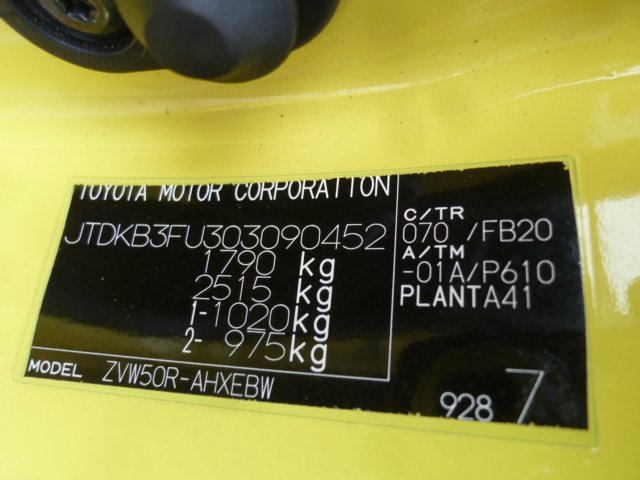 TOYOTA MOTOR CORPORATION
JTDKB3FU303090452
1790 kg
2515 kg
1-1020kg
2- 975kg
MODEL ZVW50R-AHXEBW
C/TR
070 /FB20
A/TM
-01A/P610
PLANTA41
928 7